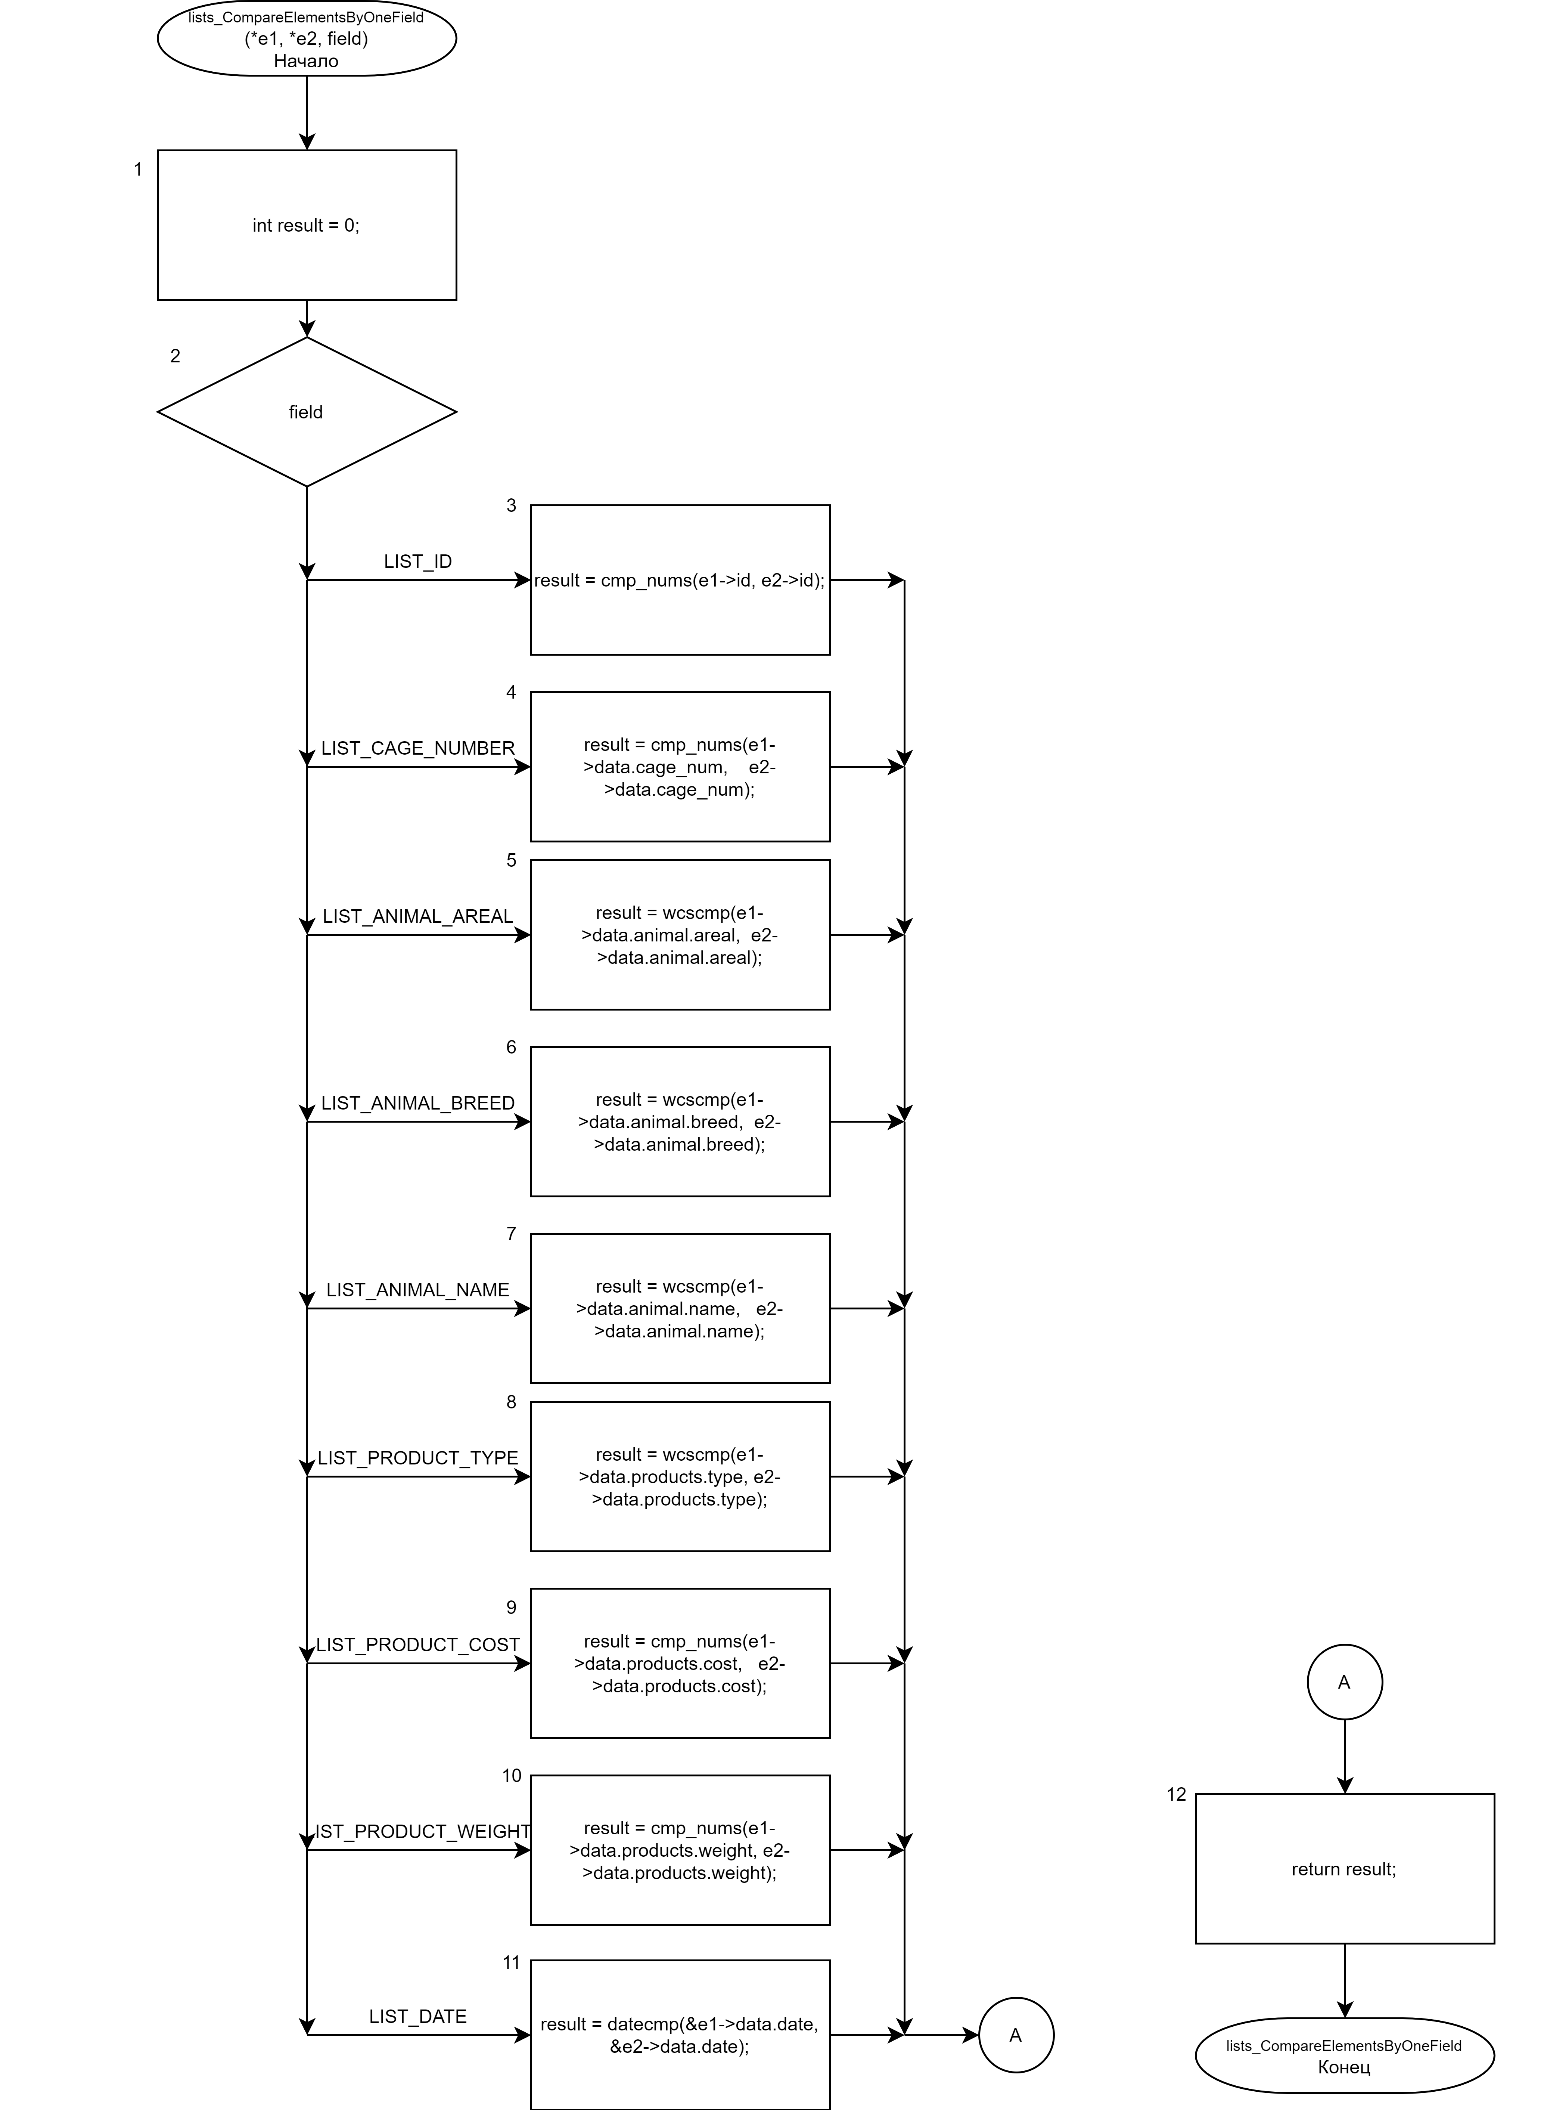 lists_CompareElementsByOneField
(*e1, *e2, field)
Начало
1
int result = 0;
2
field
3
LIST_ID
result = cmp_nums(e1->id, e2->id);
4
LIST_CAGE_NUMBER
result = cmp_nums(e1-
>data.cage_num, e2-
>data.cage_num);
5
LIST_ANIMAL_AREAL
result = wcscmp(e1-
>data.animal.areal, e2-
>data.animal.areal);
6
LIST_ANIMAL_BREED
result = wcscmp(e1-
>data.animal.breed, e2-
>data.animal.breed);
7
LIST_ANIMAL_NAME
result = wcscmp(e1-
>data.animal.name, e2-
>data.animal.name);
8
LIST_PRODUCT_TYPE
result = wcscmp(e1-
>data.products.type, e2-
>data.products.type);
9
LIST_PRODUCT_COST
result = cmp_nums(e1-
>data.products.cost, e2-
>data.products.cost);
10
IST_PRODUCT_WEIGHT
result = cmp_nums(e1-
>data.products.weight, e2-
>data.products.weight);
11
LIST_DATE
result = datecmp(&e1->data.date,
&e2->data.date);
A
A
12
return result;
lists_CompareElementsByOneField
Конец